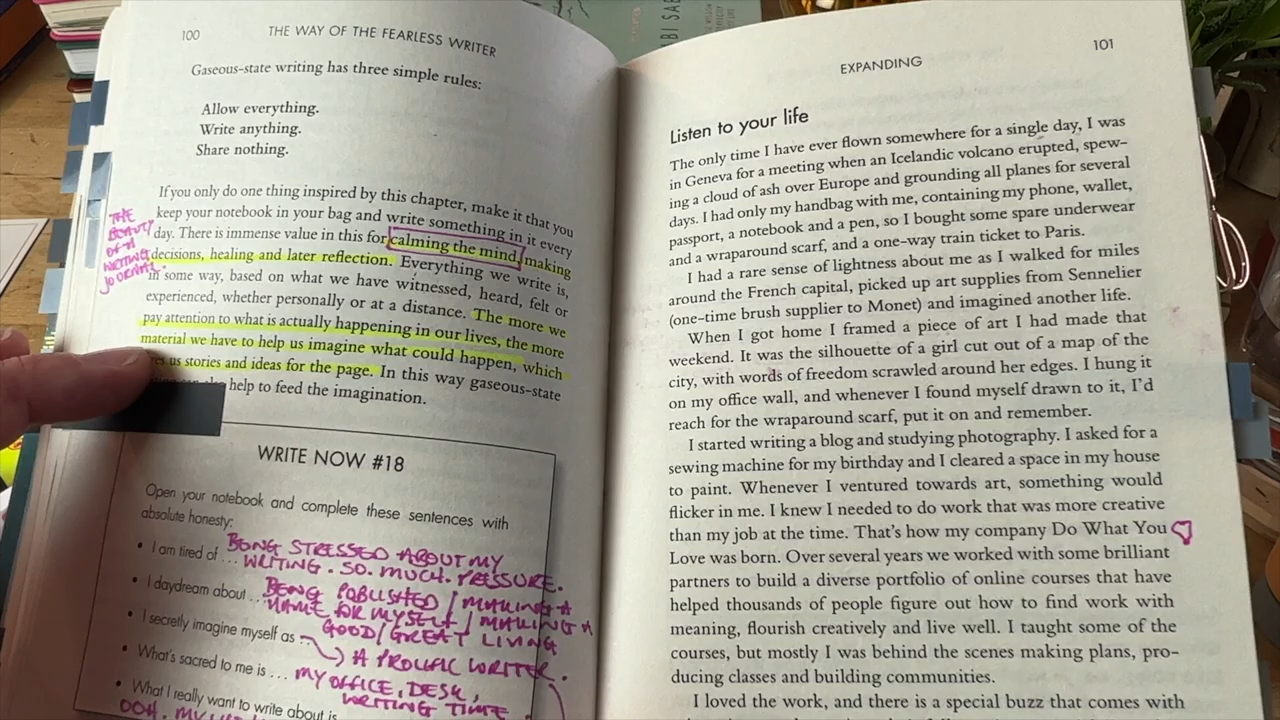 100
THE WAY OF THE FEARLESS WRITER
Gaseous-state writing has three simple rules:
Allow everything.
Write anything.
Share nothing.
If you only do one thing inspired by this chapter, make it that you
keep your notebook in your bag and write something in it every
day. There is immense value in this for calming the mind, making
decisions, healing and later reflection. Everything we write is,
in some way, based on what we have witnessed, heard, felt or
experienced, whether personally or at a distance. The more we
pay attention to what is actually happening in our lives, the more
material we have to help us imagine what could happen, which
us stories and ideas for the page. In this way gaseous-state
help to feed the imagination.
THE
BEAUTY
OF A
WRITING
JOURNAL.
WRITE NOW #18
Open your notebook and complete these sentences with
absolute honesty:
• I am tired of ... BEING STRESSED ABOUT MY
WRITING. SO. MUCH. PRESSURE.
• I daydream about ... BEING PUBLISHED / MAKING A
NAME FOR MYSELF / MAKING A
GOOD/GREAT LIVING
• I secretly imagine myself as
A PROLIFIC WRITER.
• What's sacred to me is ... MY OFFICE, DESK,
WRITING TIME.
• What I really want to write about is
OOH. MY
101
EXPANDING
Listen to your life
The only time I have ever flown somewhere for a single day, I was
in Geneva for a meeting when an Icelandic volcano erupted, spew-
ing a cloud of ash over Europe and grounding all planes for several
days. I had only my handbag with me, containing my phone, wallet,
passport, a notebook and a pen, so I bought some spare underwear
and a wraparound scarf, and a one-way train ticket to Paris.
I had a rare sense of lightness about me as I walked for miles
around the French capital, picked up art supplies from Sennelier
(one-time brush supplier to Monet) and imagined another life.
When I got home I framed a piece of art I had made that
weekend. It was the silhouette of a girl cut out of a map of the
city, with words of freedom scrawled around her edges. I hung it
on my office wall, and whenever I found myself drawn to it, I'd
reach for the wraparound scarf, put it on and remember.
I started writing a blog and studying photography. I asked for a
sewing machine for my birthday and I cleared a space in my house
to paint. Whenever I ventured towards art, something would
flicker in me. I knew I needed to do work that was more creative
than my job at the time. That's how my company Do What You
Love was born. Over several years we worked with some brilliant
partners to build a diverse portfolio of online courses that have
helped thousands of people figure out how to find work with
meaning, flourish creatively and live well. I taught some of the
courses, but mostly I was behind the scenes making plans, pro-
ducing classes and building communities.
I loved the work, and there is a special buzz that comes with